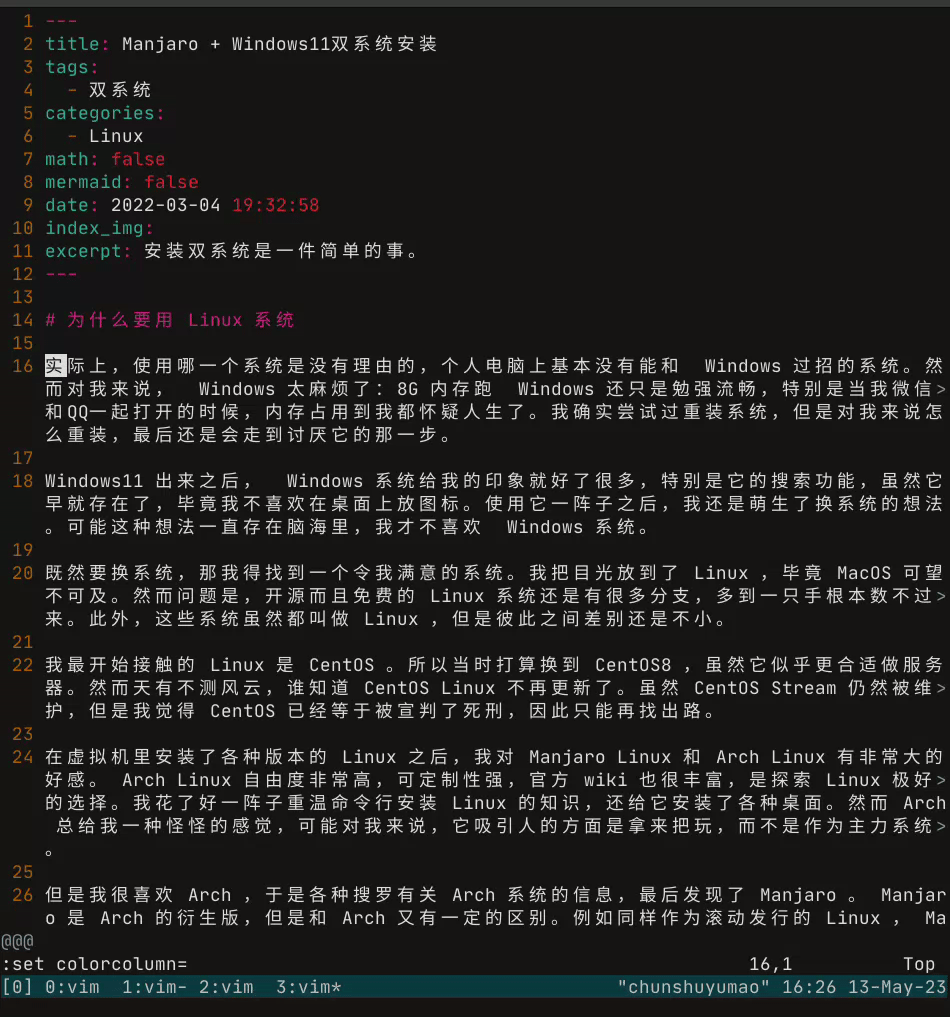 1 ---
2 title: Manjaro + Windows11双系统安装
3 tags:
4   - 双系统
5 categories:
6   - Linux
7 math: false
8 mermaid: false
9 date: 2022-03-04 19:32:58
10 index_img:
11 excerpt: 安装双系统是一件简单的事。
12 ---
13
14 # 为什么要用 Linux 系统
15
16 实际上，使用哪一个系统是没有理由的，个人电脑上基本没有能和  Windows 过招的系统。然
而对我来说，  Windows 太麻烦了：8G 内存跑  Windows 还只是勉强流畅，特别是当我微信>
和QQ一起打开的时候，内存占用到我都怀疑人生了。我确实尝试过重装系统，但是对我来说怎
么重装，最后还是会走到讨厌它的那一步。
17
18 Windows11 出来之后，  Windows 系统给我的印象就好了很多，特别是它的搜索功能，虽然它
早就存在了，毕竟我不喜欢在桌面上放图标。使用它一阵子之后，我还是萌生了换系统的想法
。可能这种想法一直存在脑海里，我才不喜欢  Windows 系统。
19
20 既然要换系统，那我得找到一个令我满意的系统。我把目光放到了 Linux ，毕竟 MacOS 可望
不可及。然而问题是，开源而且免费的 Linux 系统还是有很多分支，多到一只手根本数不过>
来。此外，这些系统虽然都叫做 Linux ，但是彼此之间差别还是不小。
21
22 我最开始接触的 Linux 是 CentOS 。所以当时打算换到 CentOS8 ，虽然它似乎更合适做服务
器。然而天有不测风云，谁知道 CentOS Linux 不再更新了。虽然 CentOS Stream 仍然被维>
护，但是我觉得 CentOS 已经等于被宣判了死刑，因此只能再找出路。
23
24 在虚拟机里安装了各种版本的 Linux 之后，我对 Manjaro Linux 和 Arch Linux 有非常大的
好感。 Arch Linux 自由度非常高，可定制性强，官方 wiki 也很丰富，是探索 Linux 极好>
的选择。我花了好一阵子重温命令行安装 Linux 的知识，还给它安装了各种桌面。然而 Arch
总给我一种怪怪的感觉，可能对我来说，它吸引人的方面是拿来把玩，而不是作为主力系统>
。
25
26 但是我很喜欢 Arch ，于是各种搜罗有关 Arch 系统的信息，最后发现了 Manjaro 。 Manjar
o 是 Arch 的衍生版，但是和 Arch 又有一定的区别。例如同样作为滚动发行的 Linux ， Ma
@@@
:set colorcolumn= 16,1 Top
[0] 0:vim  1:vim- 2:vim  3:vim* "chunshuyumao" 16:26 13-May-23